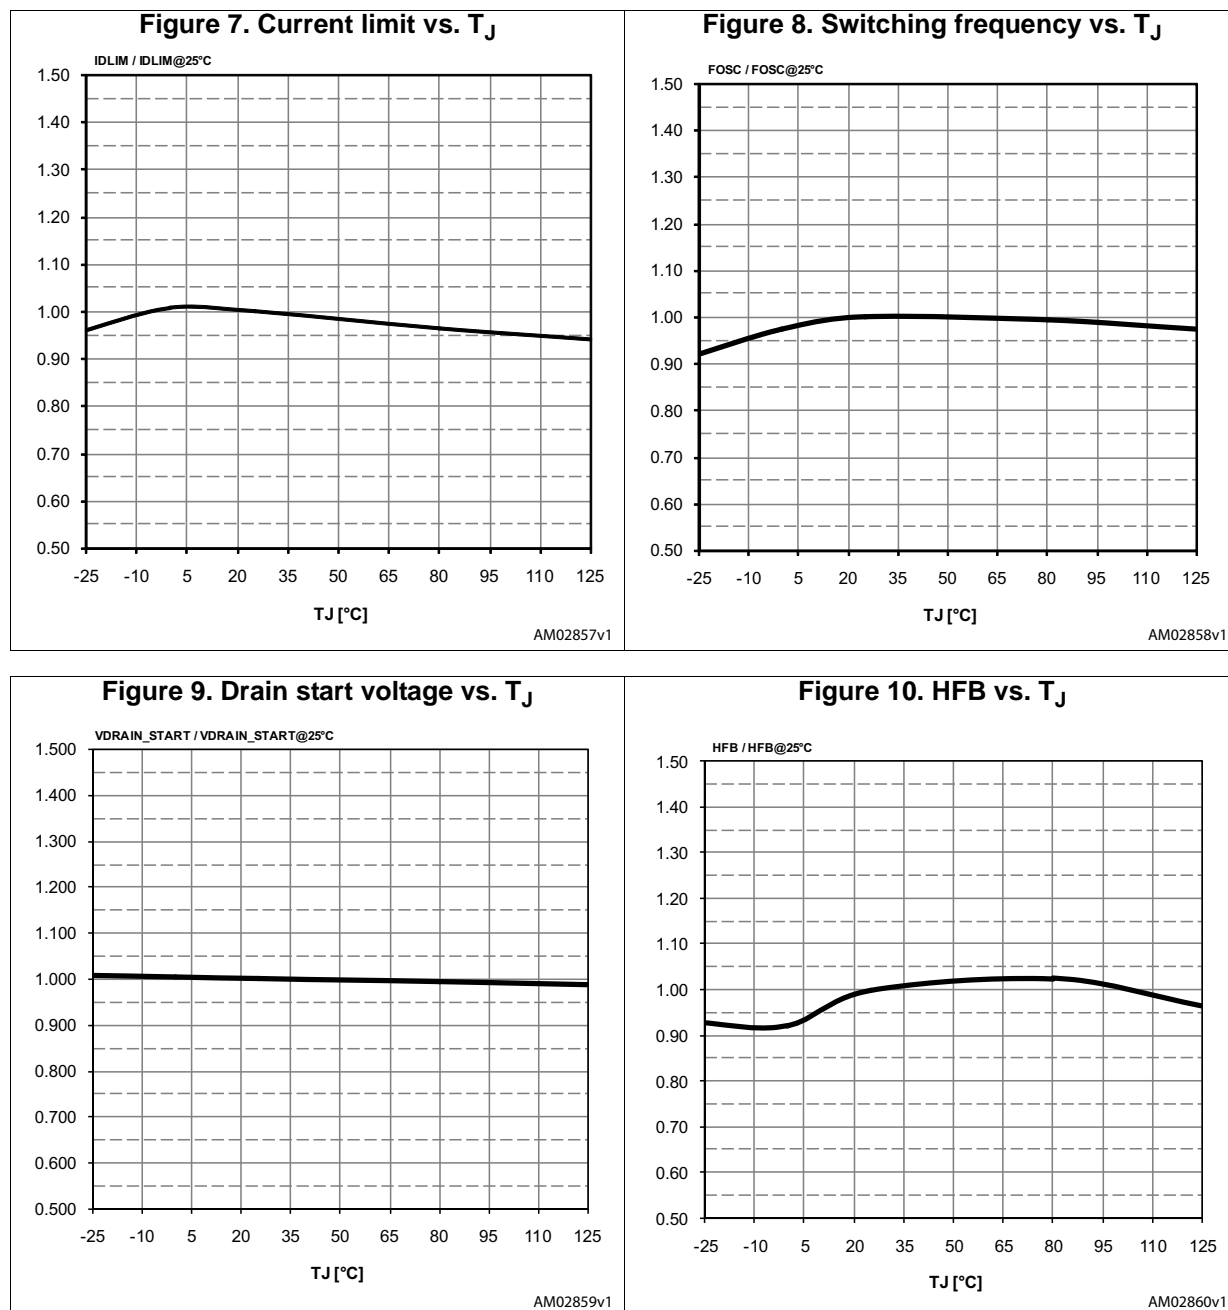 Figure 7. Current limit vs. TJ
IDLIM / IDLIM@25°C
1.50
1.40
1.30
1.20
1.10
1.00
0.90
0.80
0.70
0.60
0.50
-25 -10 5 20 35 50 65 80 95 110 125
TJ [°C]
AM02857v1
Figure 8. Switching frequency vs. TJ
FOSC / FOSC@25°C
1.50
1.40
1.30
1.20
1.10
1.00
0.90
0.80
0.70
0.60
0.50
-25 -10 5 20 35 50 65 80 95 110 125
TJ [°C]
AM02858v1
Figure 9. Drain start voltage vs. TJ
VDRAIN_START / VDRAIN_START@25°C
1.500
1.400
1.300
1.200
1.100
1.000
0.900
0.800
0.700
0.600
0.500
-25 -10 5 20 35 50 65 80 95 110 125
TJ [°C]
AM02859v1
Figure 10. HFB vs. TJ
HFB / HFB@25°C
1.50
1.40
1.30
1.20
1.10
1.00
0.90
0.80
0.70
0.60
0.50
-25 -10 5 20 35 50 65 80 95 110 125
TJ [°C]
AM02860v1